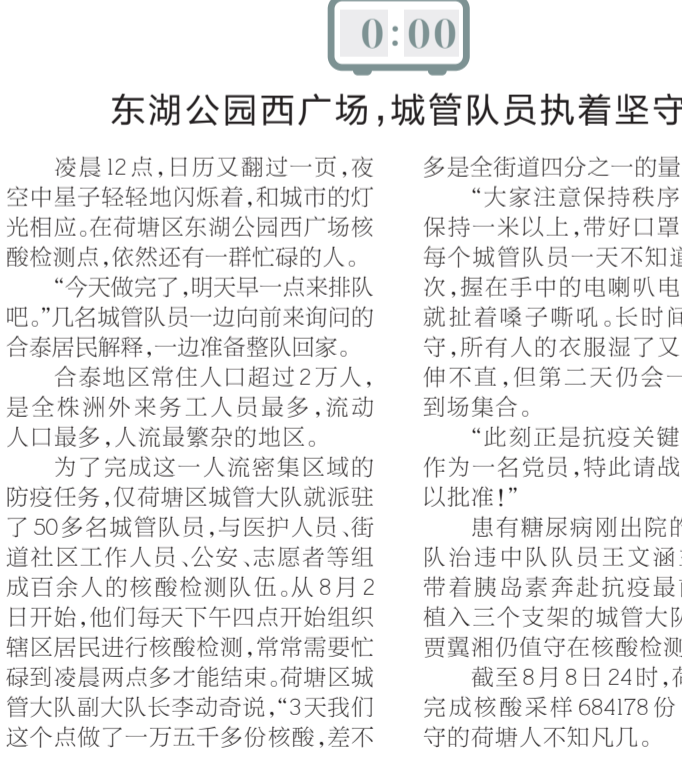 0:00
东湖公园西广场,城管队员执着坚守
凌晨12点,日历又翻过一页,夜
空中星子轻轻地闪烁着,和城市的灯
光相应。在荷塘区东湖公园西广场核
酸检测点,依然还有一群忙碌的人。
“今天做完了,明天早一点来排队
吧。”几名城管队员一边向前来询问的
合泰居民解释,一边准备整队回家。
合泰地区常住人口超过2万人,
是全株洲外来务工人员最多,流动
人口最多,人流最繁杂的地区。
为了完成这一人流密集区域的
防疫任务,仅荷塘区城管大队就派驻
了50多名城管队员,与医护人员、街
道社区工作人员、公安、志愿者等组
成百余人的核酸检测队伍。从8月2
日开始,他们每天下午四点开始组织
辖区居民进行核酸检测,常常需要忙
碌到凌晨两点多才能结束。荷塘区城
管大队副大队长李动奇说,“3天我们
这个点做了一万五千多份核酸,差不
多是全街道四分之一的量
“大家注意保持秩序
保持一米以上,带好口罩
每个城管队员一天不知道
次,握在手中的电喇叭电
就扯着嗓子嘶吼。长时间
守,所有人的衣服湿了又
伸不直,但第二天仍会一
到场集合。
“此刻正是抗疫关键
作为一名党员,特此请战
以批准!”
患有糖尿病刚出院的
队治违中队队员王文涵
带着胰岛素奔赴抗疫最
植入三个支架的城管大队
贾翼湘仍值守在核酸检测
截至8月8日24时,荷
完成核酸采样684178份
守的荷塘人不知凡几。